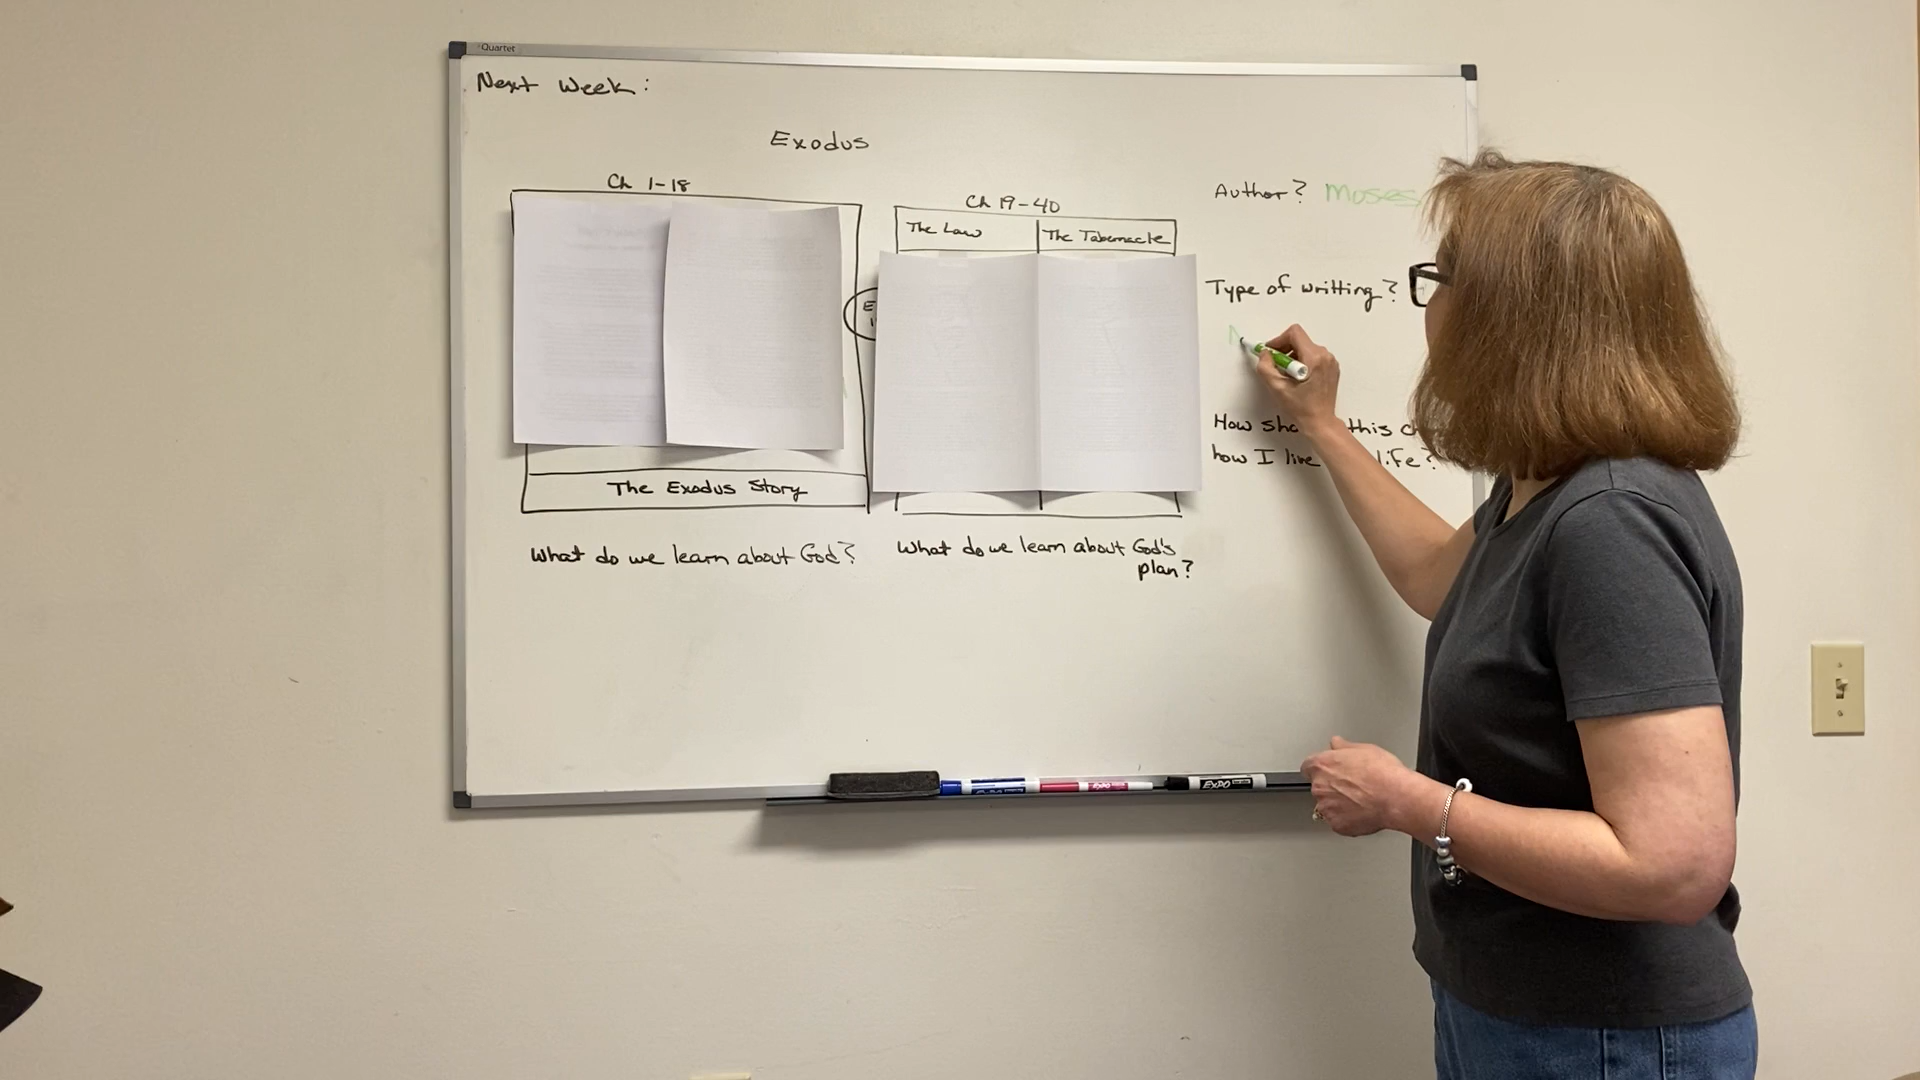 Quartet
Next Week:
Exodus
Ch 1-18
The Exodus Story
What do we learn about God?
Ch 19-40
The Law
The Tabernacle
What do we learn about God's
plan?
Author? Moses
Type of writting?
How this
how I live life?
EXPO